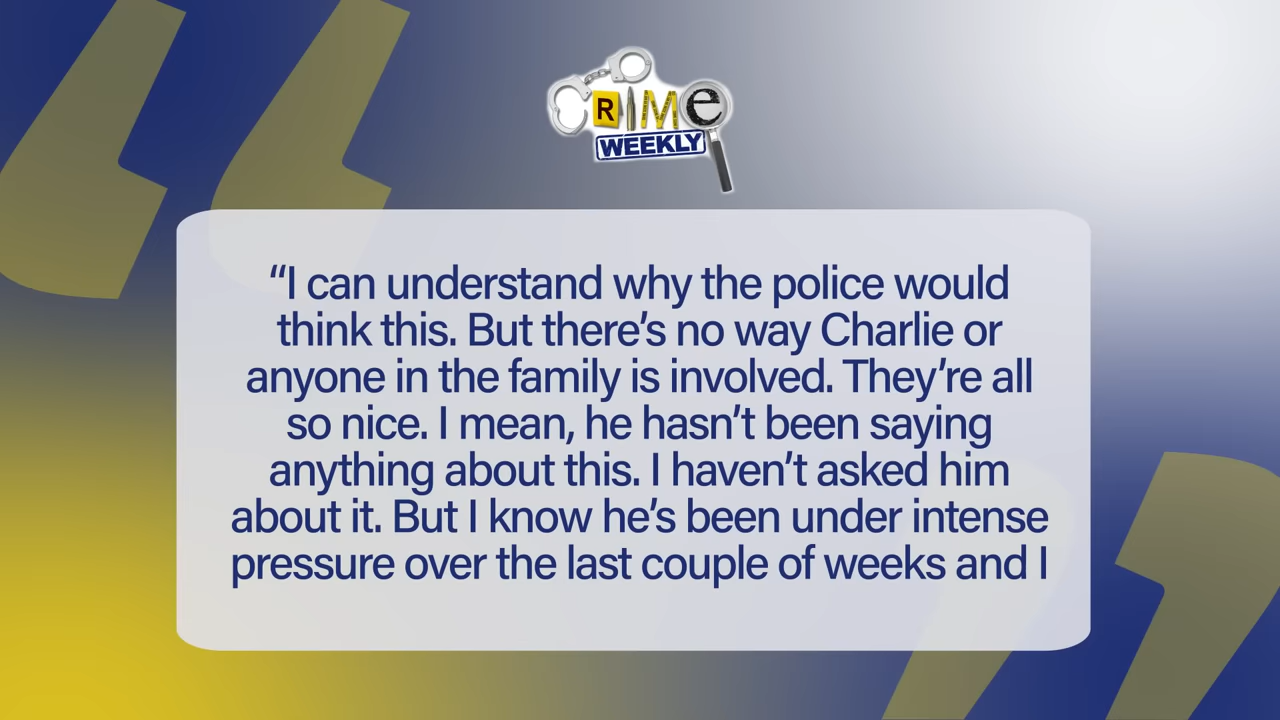 CRIMe
WEEKLY
“I can understand why the police would
think this. But there’s no way Charlie or
anyone in the family is involved. They’re all
so nice. I mean, he hasn’t been saying
anything about this. I haven’t asked him
about it. But I know he’s been under intense
pressure over the last couple of weeks and I